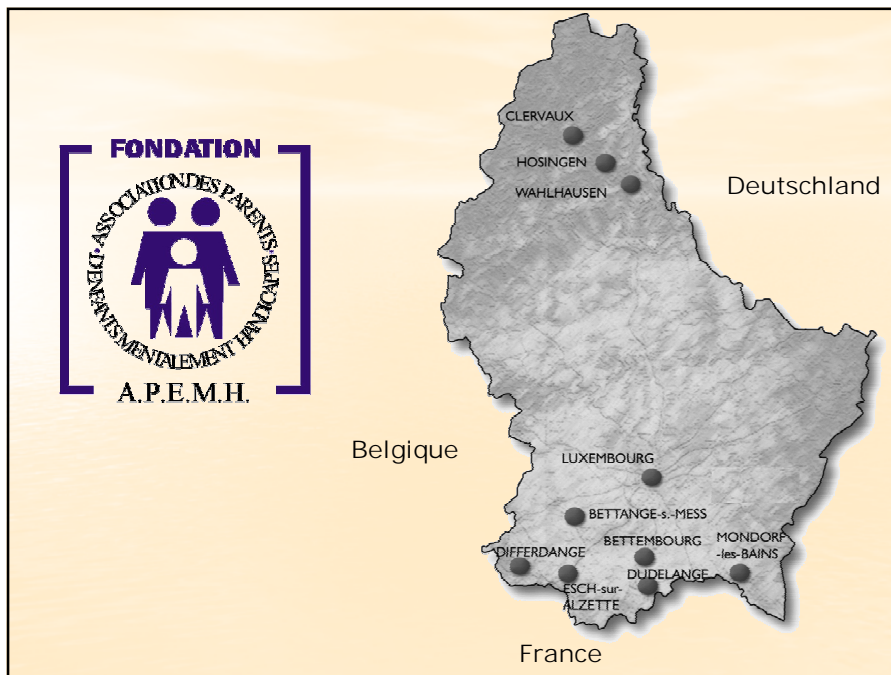 FONDATION
ASSOCIATION DES PARENTS
D'ENFANTS MENTALEMENT HANDICAPES
A.P.E.M.H.
CLERVAUX
HOSINGEN
WAHLHAUSEN
Deutschland
Belgique
LUXEMBOURG
BETTANGE-s.-MESS
BETTEMBOURG
MONDORF
-les-BAINS
DIFFERDANGE
DUDELANGE
ESCH-sur-
ALZETTE
France